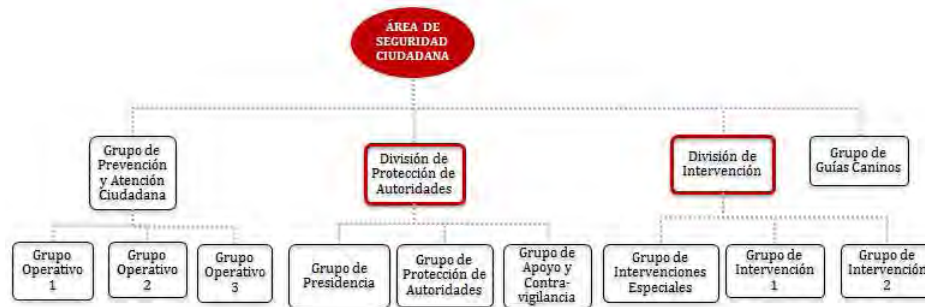 ÁREA DE
SEGURIDAD
CIUDADANA
Grupo de
Prevención
y Atención
Ciudadana
División de
Protección de
Autoridades
División de
Intervención
Grupo de
Guías Caninos
Grupo
Operativo
1
Grupo
Operativo
2
Grupo
Operativo
3
Grupo de
Presidencia
Grupo de
Protección de
Autoridades
Grupo de
Apoyo y
Contra-
vigilancia
Grupo de
Intervenciones
Especiales
Grupo de
Intervención
1
Grupo de
Intervención
2